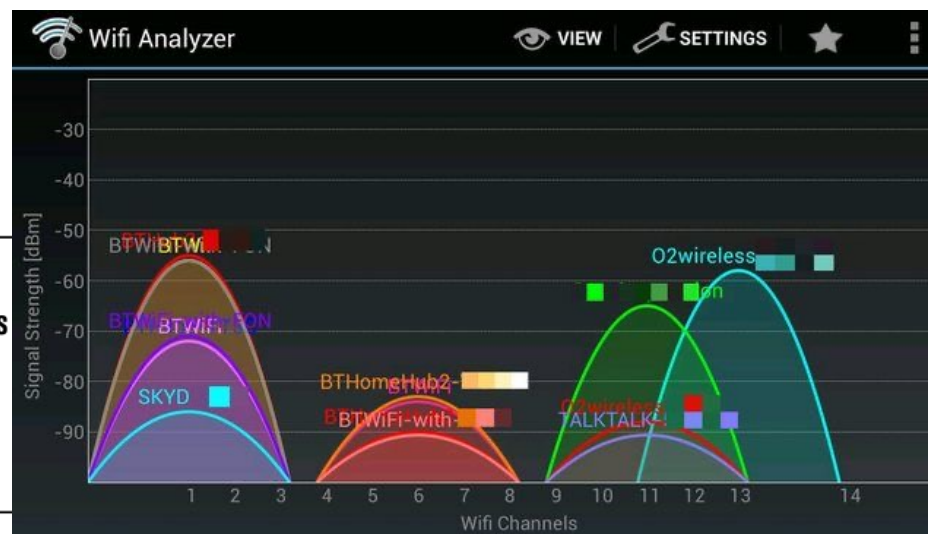 Wifi Analyzer
VIEW
SETTINGS
-30
-40
-50
-60
-70
-80
-90
Signal Strength [dBm]
s
BTWiFi
O2wireless
BTWiFi
SKYD
BTHomeHub2-
BTWiFi-with-
O2wireless
TALKTALK-
1 2 3 4 5 6 7 8 9 10 11 12 13 14
Wifi Channels